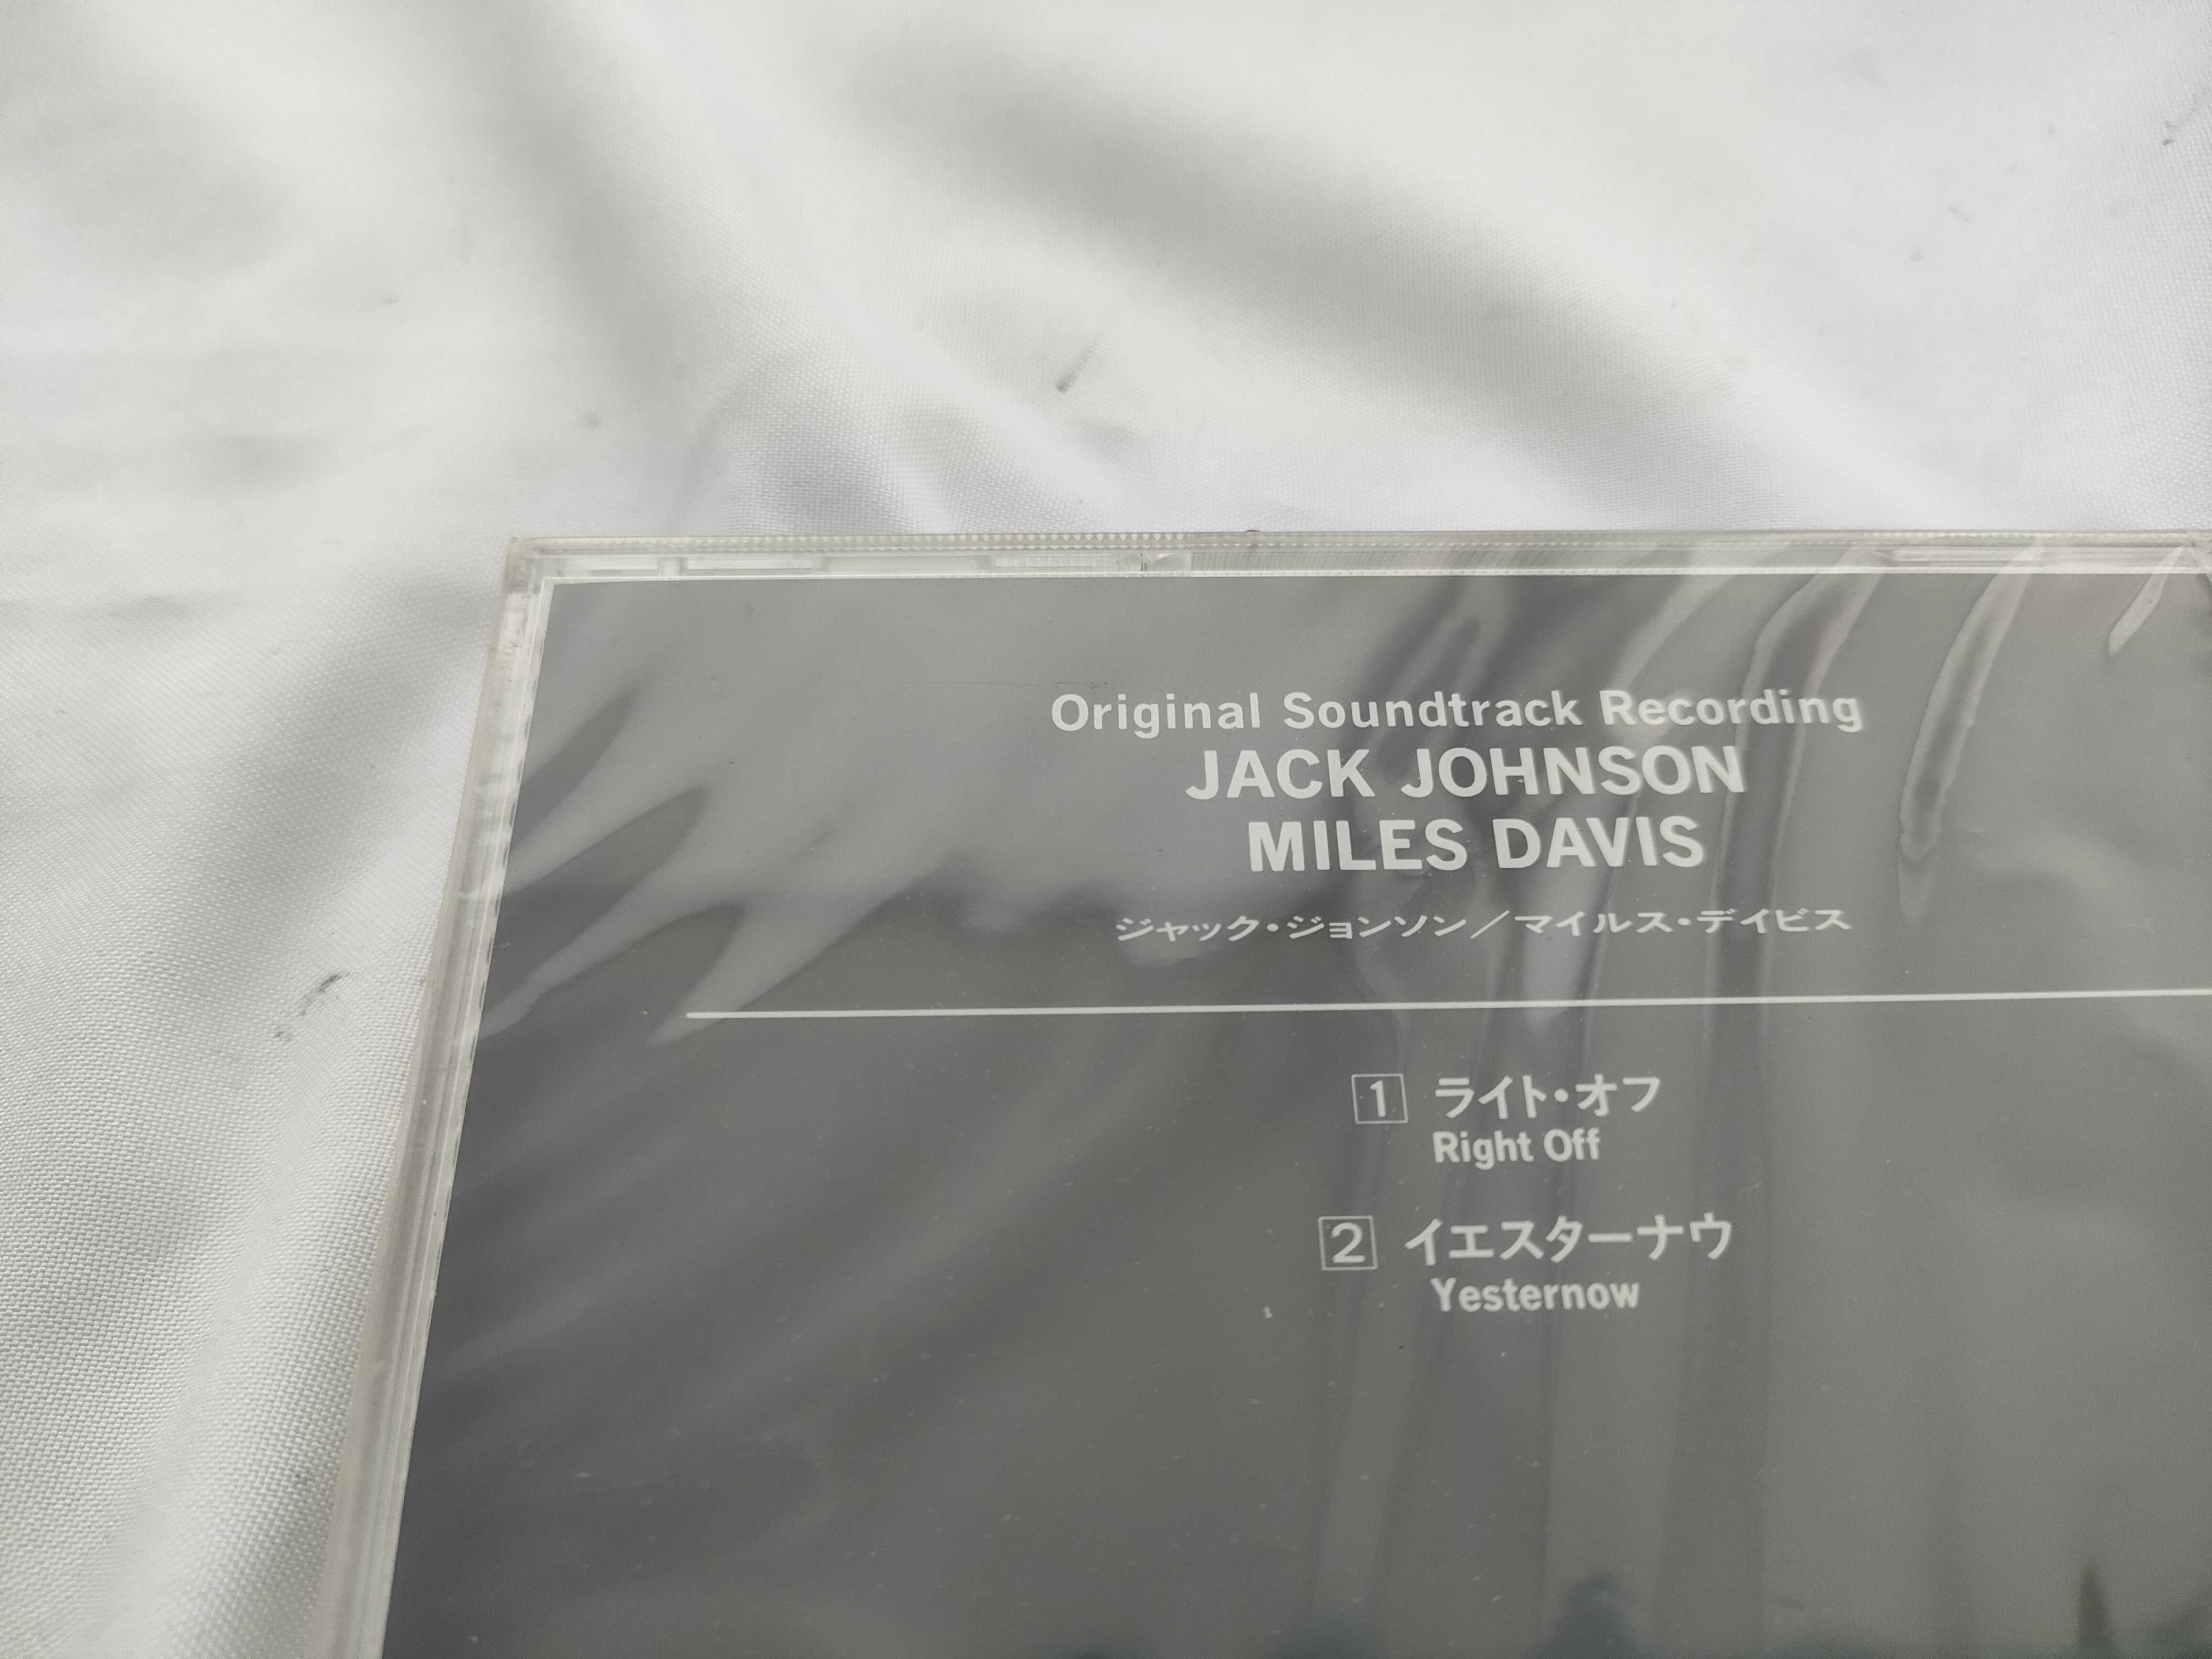 Original Soundtrack Recording
JACK JOHNSON
MILES DAVIS
ジャック・ジョンソン／マイルス・デイビス
1 ライト・オフ
Right Off
2 イエスターナウ
Yesternow